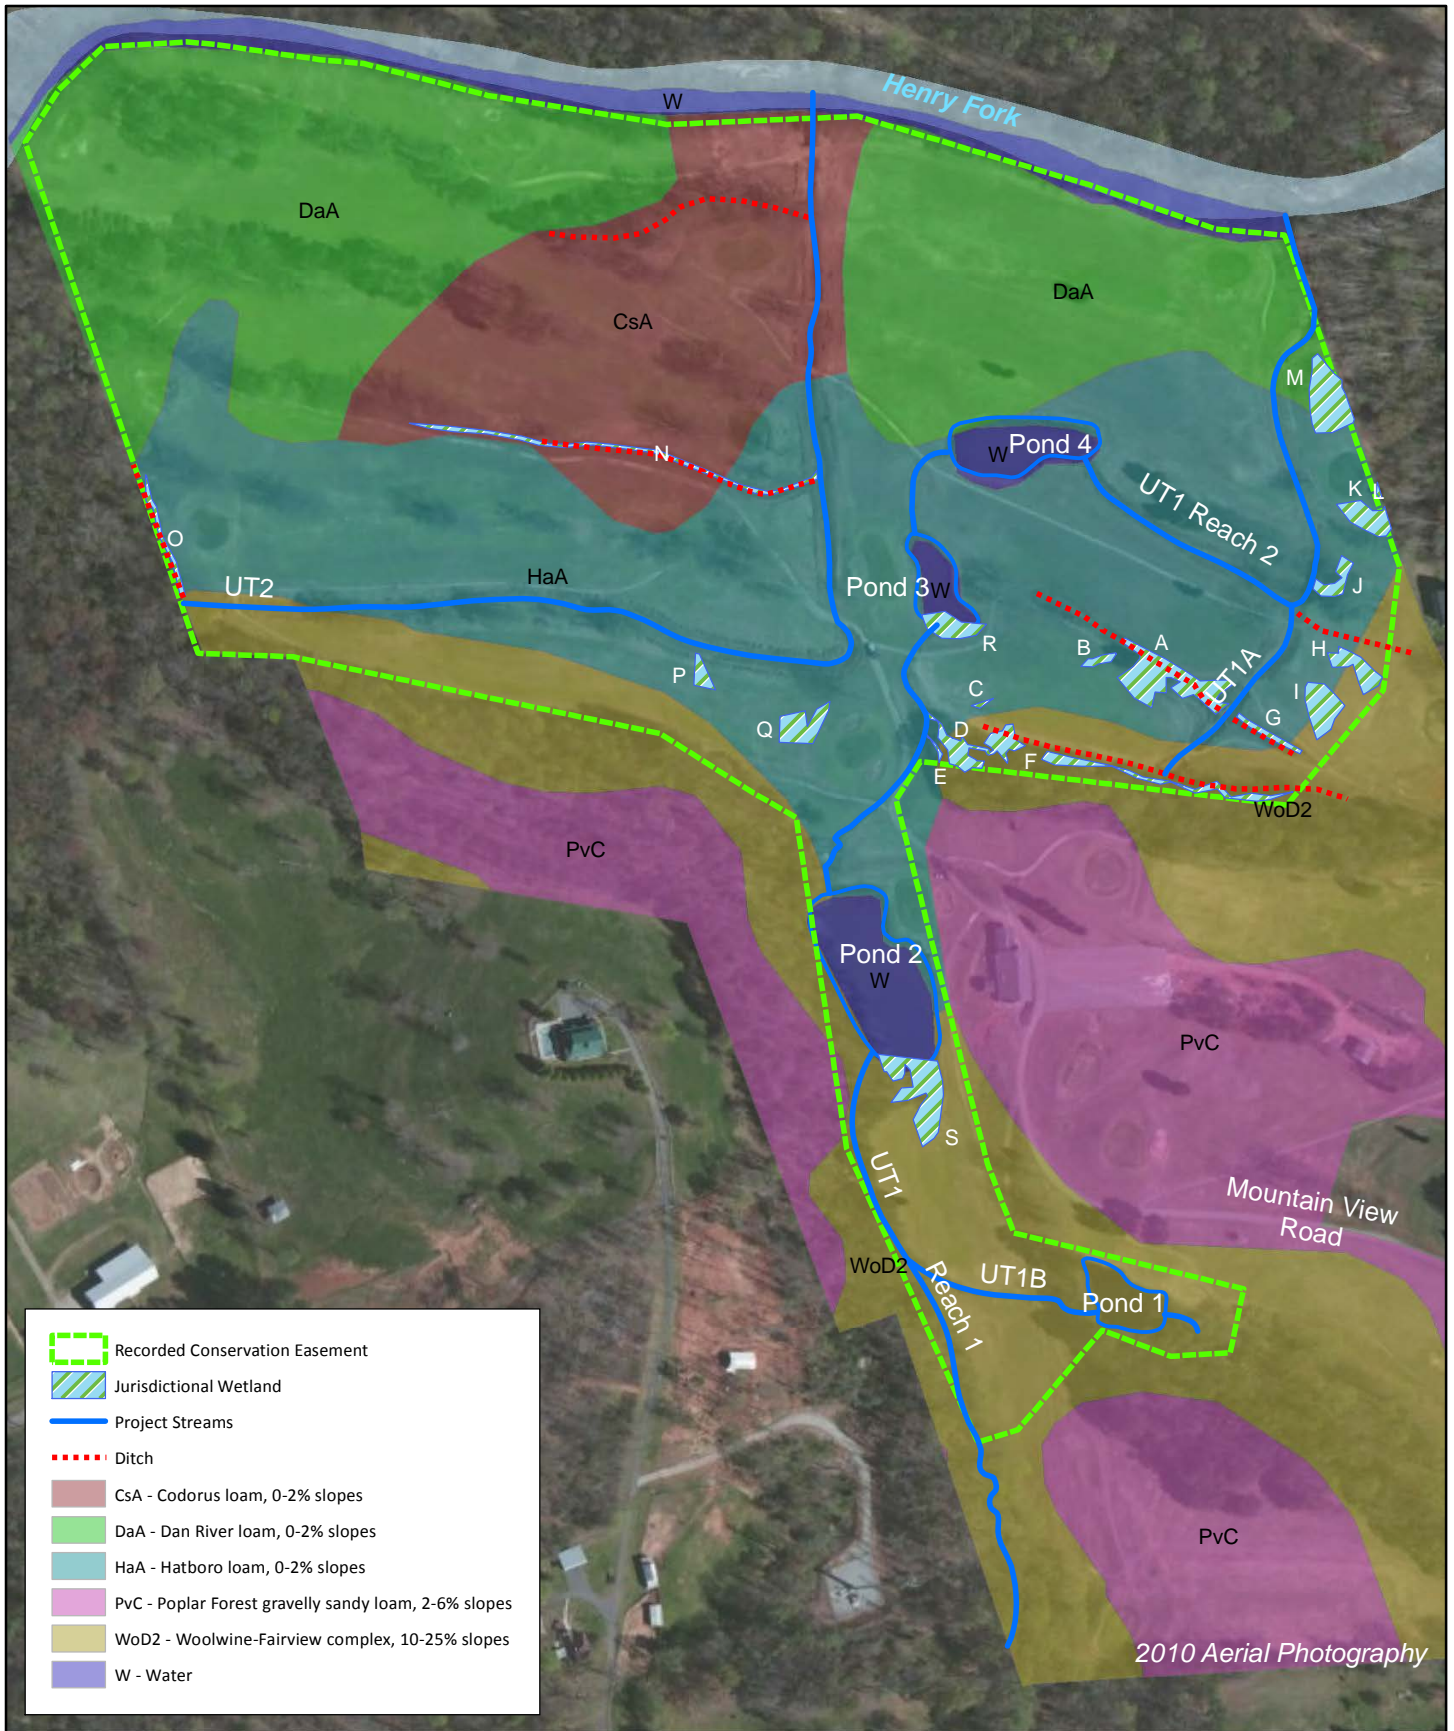 Henry Fork
W
DaA
DaA
CsA
M
Pond 4
W
K L
N
UT1 Reach 2
O
UT2
HaA
Pond 3
W
J
R
B
A
H
P
UT1A
C
I
Q
D
G
E
F
WoD2
PvC
Pond 2
W
PvC
S
UT1
Mountain View
Road
WoD2
Reach 1
UT1B
Pond 1
PvC
Recorded Conservation Easement
Jurisdictional Wetland
Project Streams
Ditch
CsA - Codorus loam, 0-2% slopes
DaA - Dan River loam, 0-2% slopes
HaA - Hatboro loam, 0-2% slopes
PvC - Poplar Forest gravelly sandy loam, 2-6% slopes
WoD2 - Woolwine-Fairview complex, 10-25% slopes
W - Water
2010 Aerial Photography